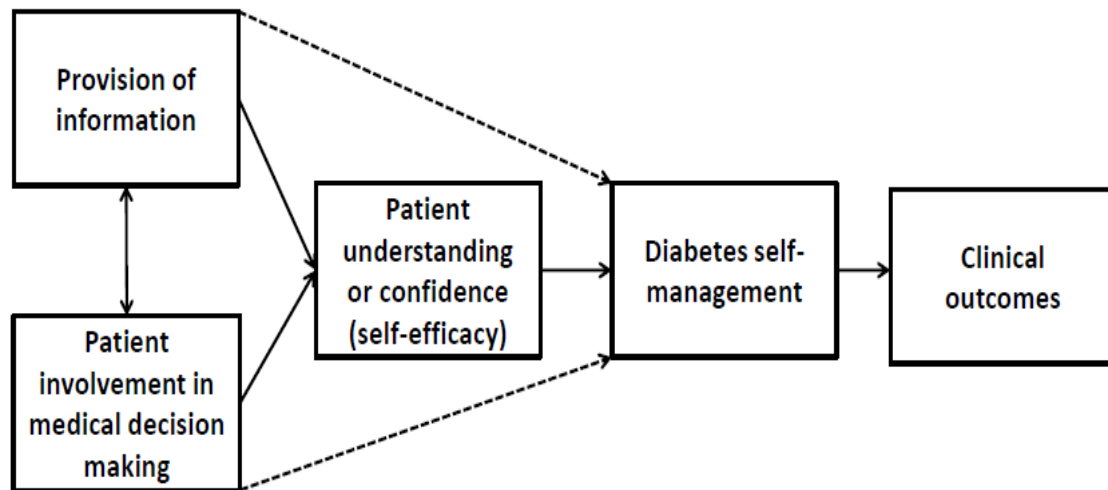 Provision of
information
Patient
involvement in
medical decision
making
Patient
understanding
or confidence
(self-efficacy)
Diabetes self-
management
Clinical
outcomes